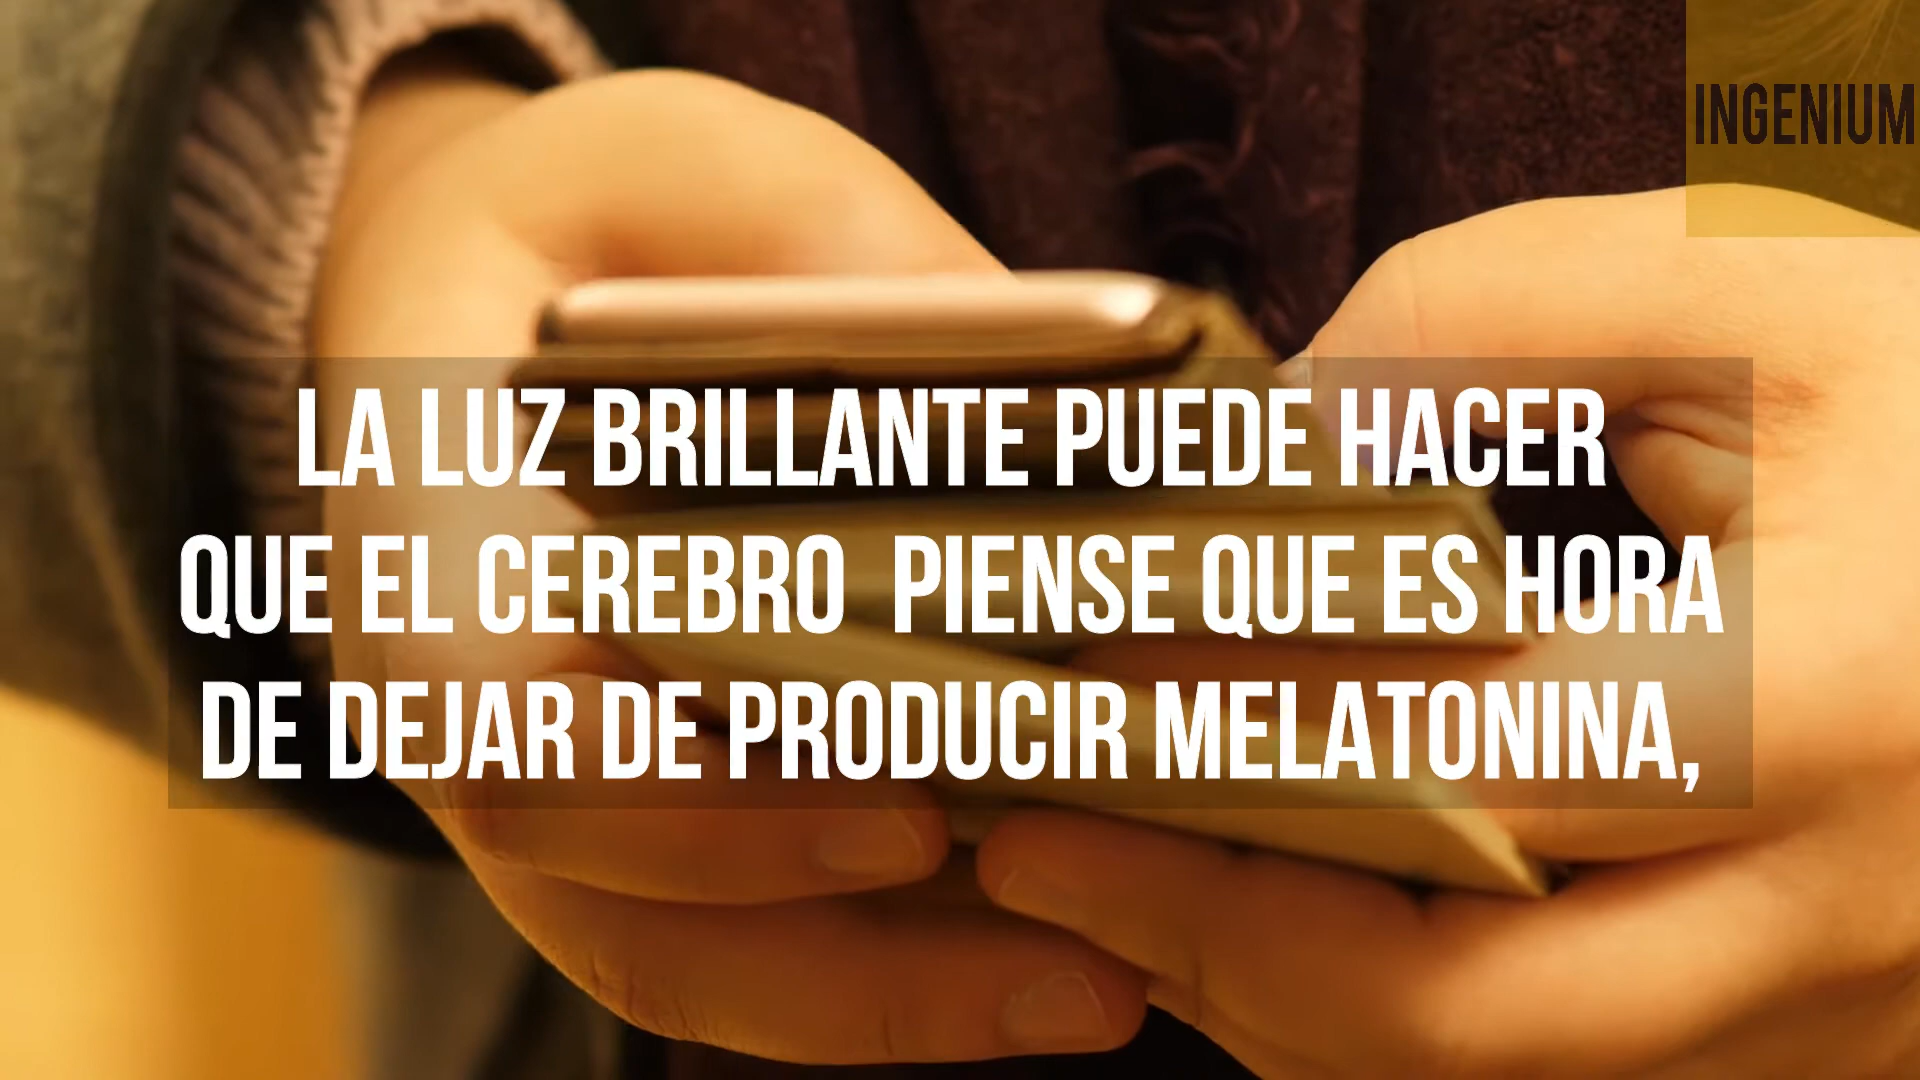 INGENIUM
LA LUZ BRILLANTE PUEDE HACER
QUE EL CEREBRO  PIENSE QUE ES HORA
DE DEJAR DE PRODUCIR MELATONINA,